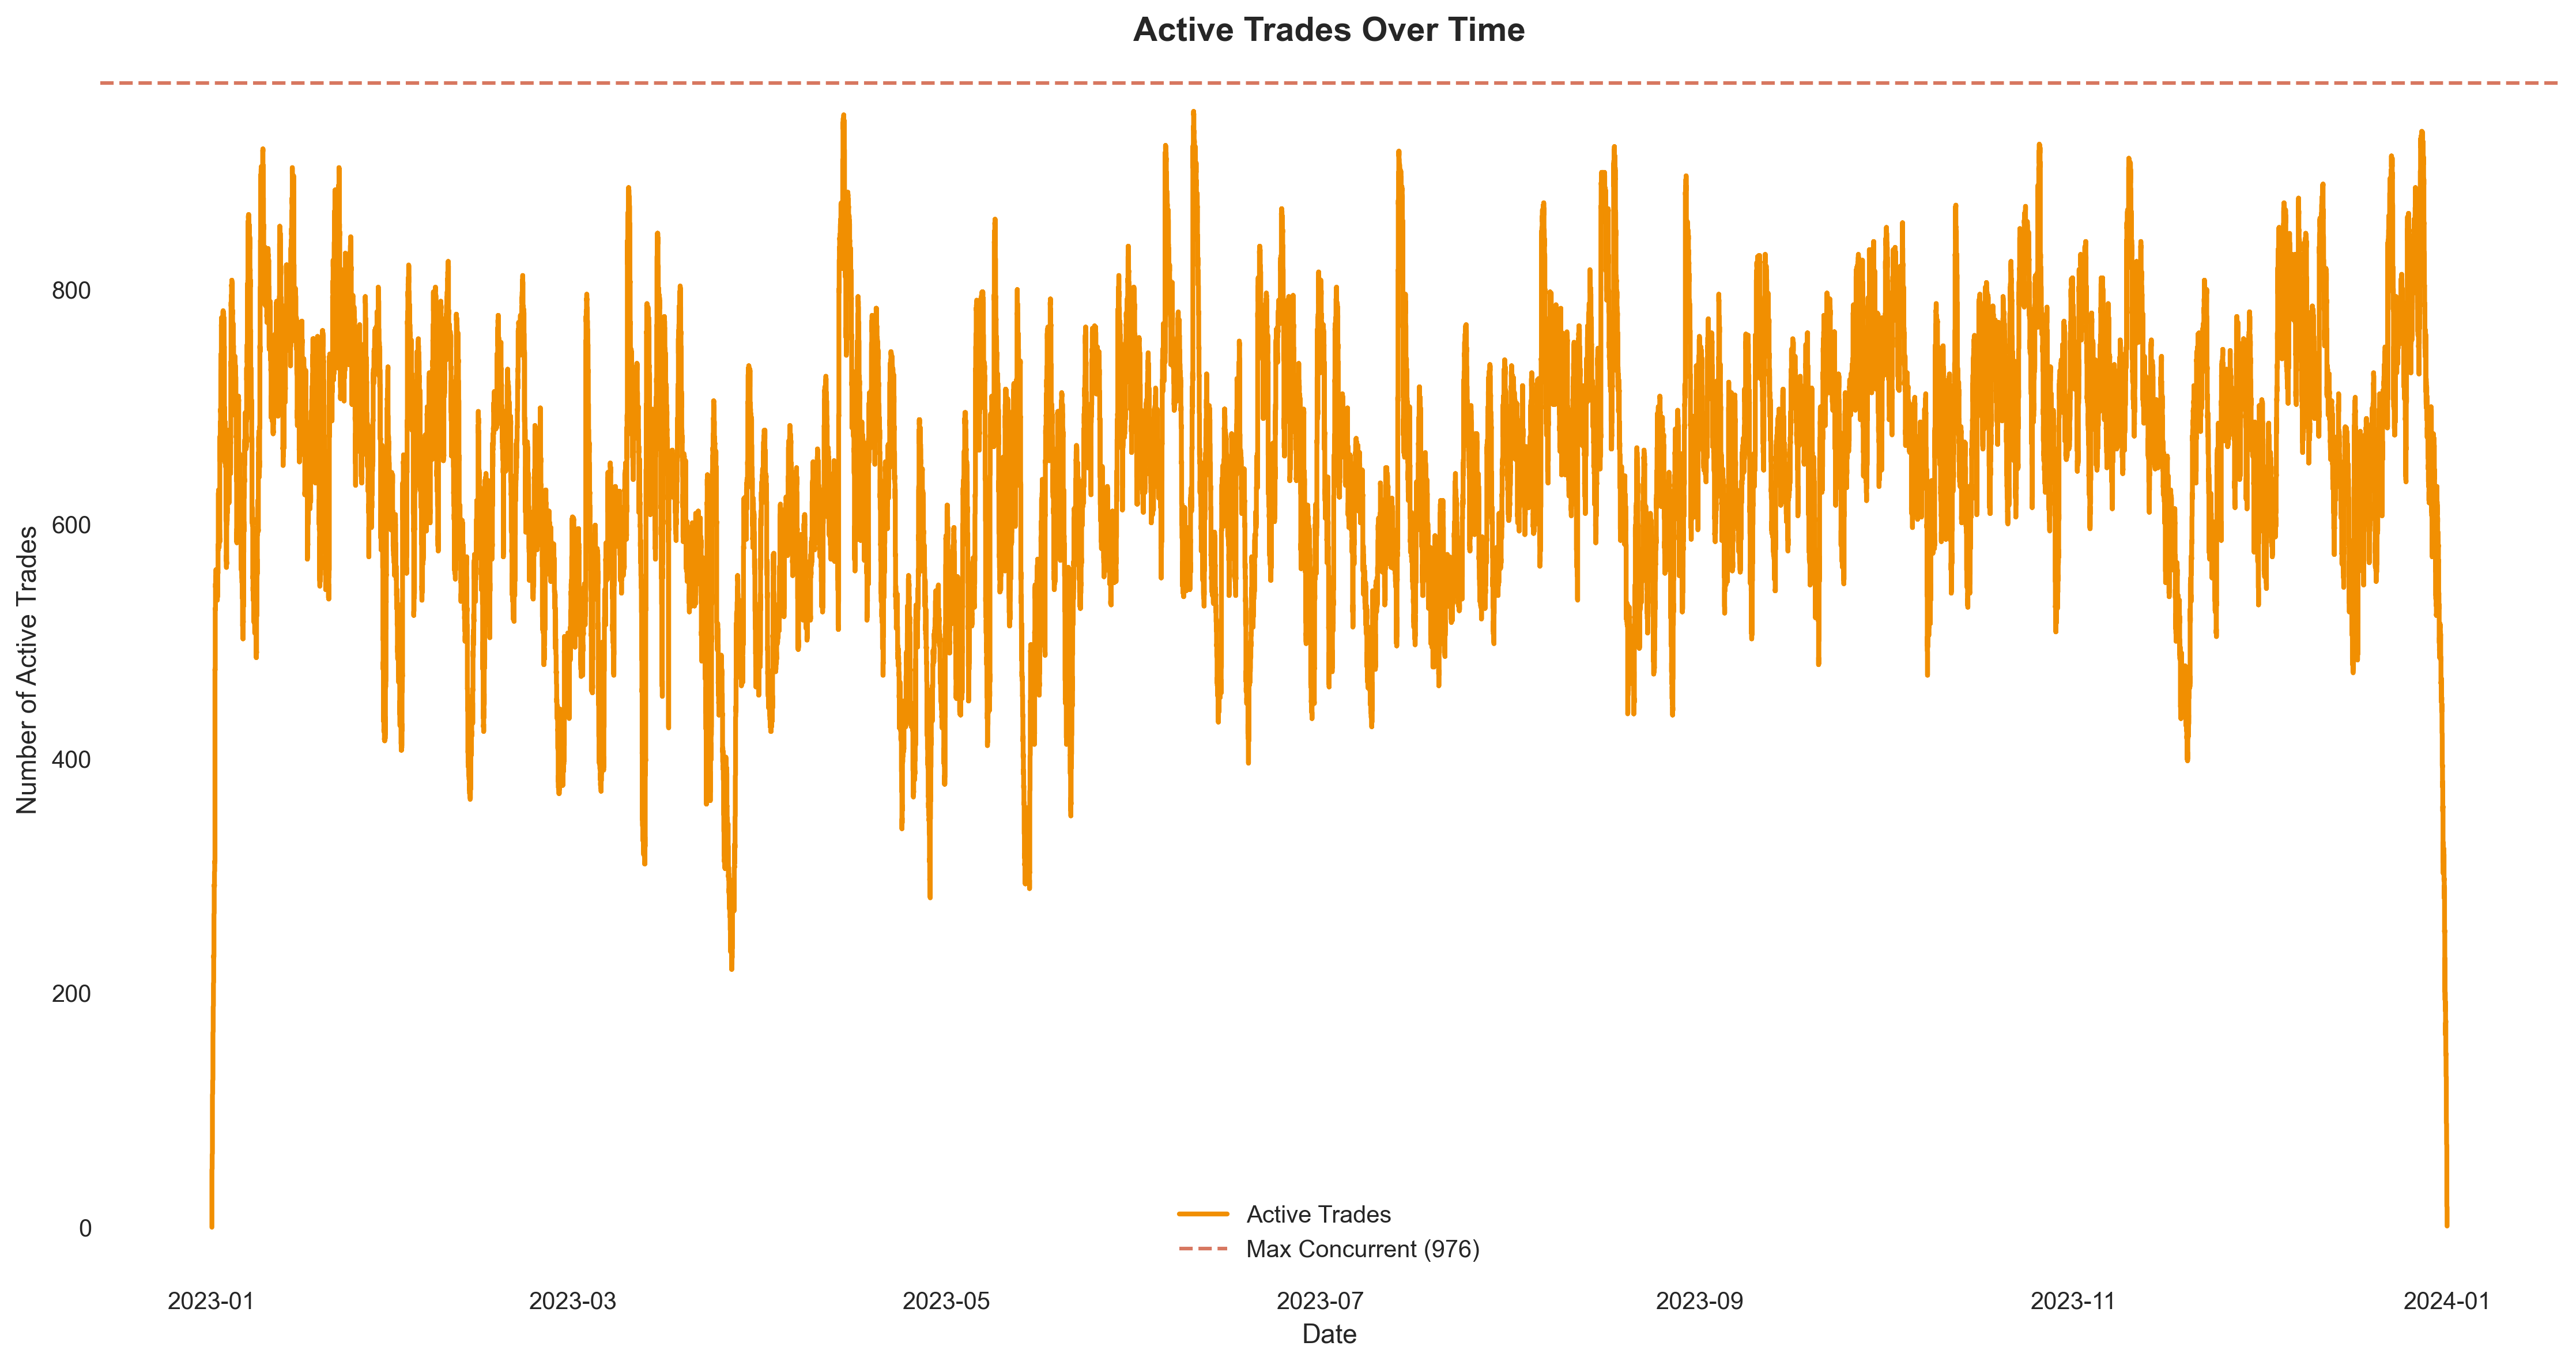 Active Trades Over Time
Number of Active Trades
800
600
400
200
0
Active Trades
Max Concurrent (976)
2023-01
2023-03
2023-05
2023-07
2023-09
2023-11
2024-01
Date